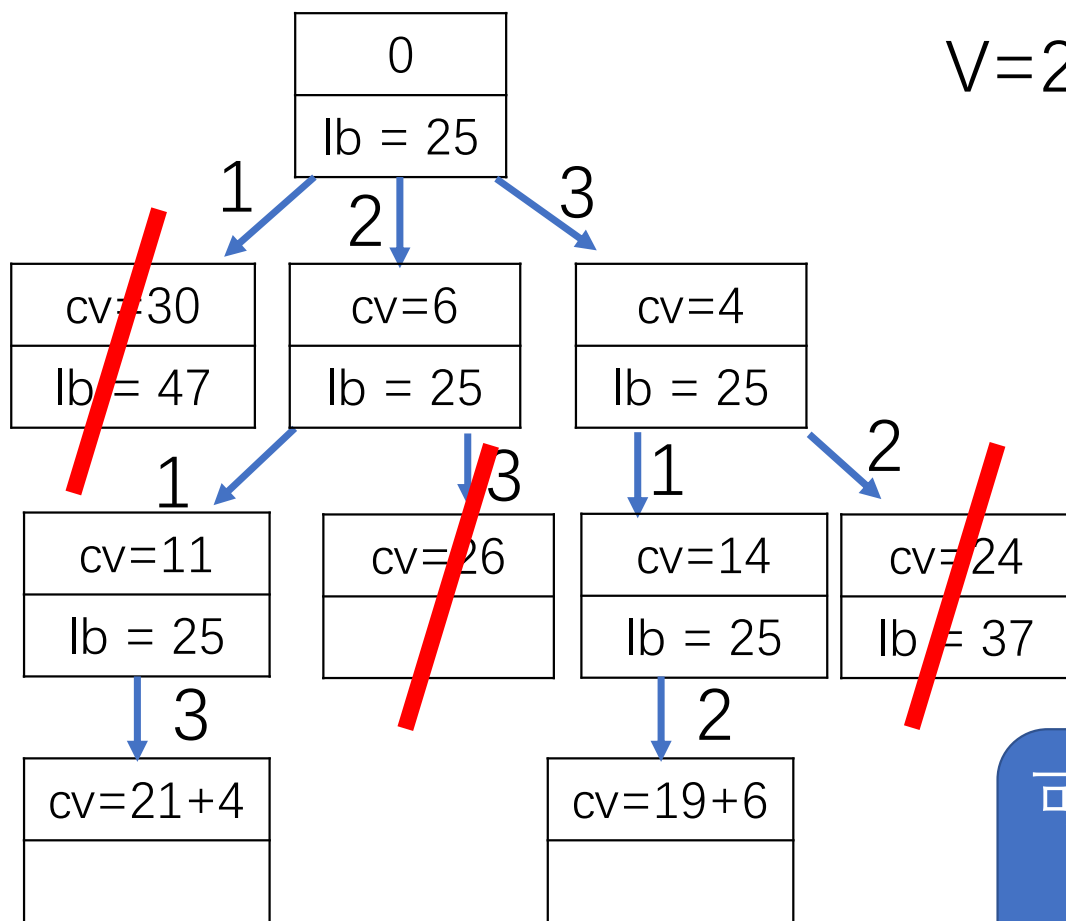 0
V=2
lb = 25
1
2
3
cv=30
cv=6
cv=4
lb = 47
lb = 25
lb = 25
1
3
1
2
cv=11
cv=26
cv=14
cv=24
lb = 25
lb = 25
lb = 37
3
2
cv=21+4
cv=19+6